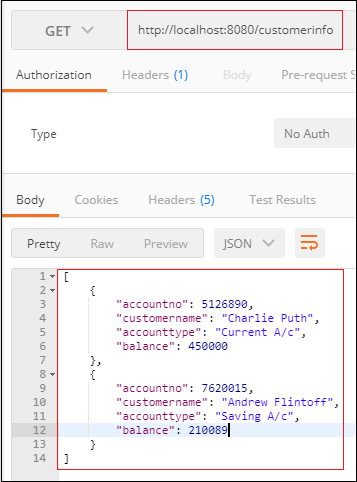 GET http://localhost:8080/customerinfo
Authorization Headers (1) Body Pre-request S
Type No Auth
Body Cookies Headers (5) Test Results
Pretty Raw Preview JSON
1 [
2 {
3 "accountno": 5126890,
4 "customername": "Charlie Puth",
5 "accounttype": "Current A/c",
6 "balance": 450000
7 },
8 {
9 "accountno": 7620015,
10 "customername": "Andrew Flintoff",
11 "accounttype": "Saving A/c",
12 "balance": 210089
13 }
14 ]